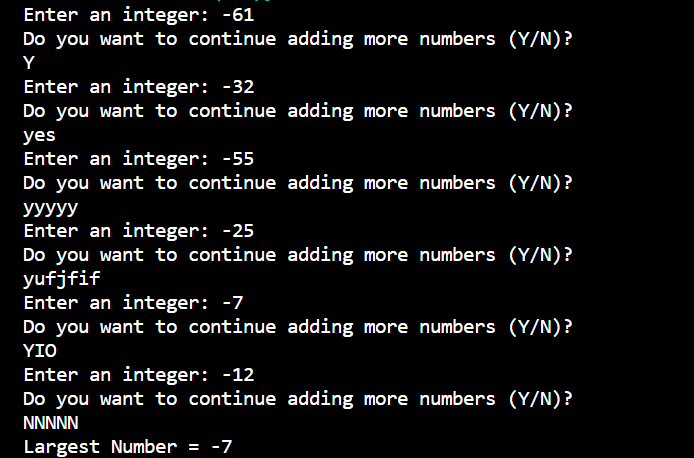 Enter an integer: -61
Do you want to continue adding more numbers (Y/N)?
Y
Enter an integer: -32
Do you want to continue adding more numbers (Y/N)?
yes
Enter an integer: -55
Do you want to continue adding more numbers (Y/N)?
yyyyy
Enter an integer: -25
Do you want to continue adding more numbers (Y/N)?
yufjfif
Enter an integer: -7
Do you want to continue adding more numbers (Y/N)?
YIO
Enter an integer: -12
Do you want to continue adding more numbers (Y/N)?
NNNNN
Largest Number = -7